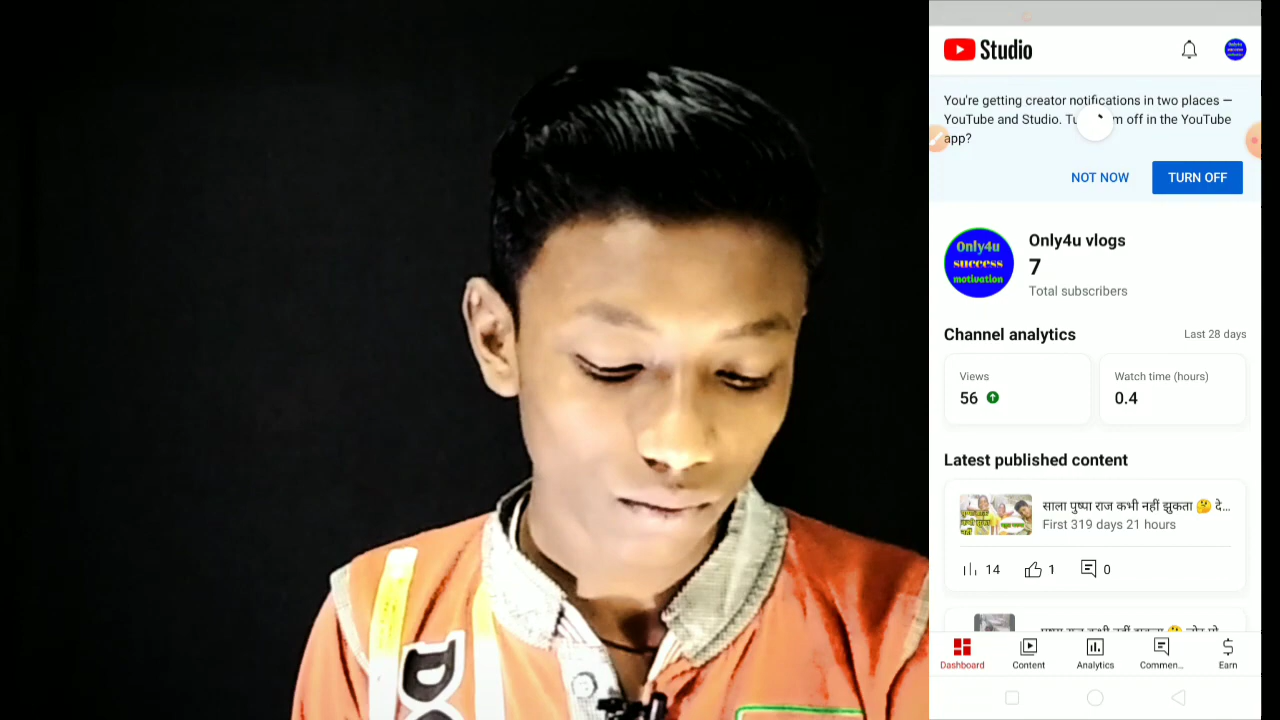 Studio
You're getting creator notifications in two places —
YouTube and Studio. off in the YouTube
app?
NOT NOW
TURN OFF
Only4u
success
motivation
Only4u vlogs
7
Total subscribers
Channel analytics
Last 28 days
Views
56
Watch time (hours)
0.4
Latest published content
साला पुष्पा राज कभी नहीं झुकता 🤔 दे...
First 319 days 21 hours
14
1
0
Dashboard
Content
Analytics
Commen...
Earn